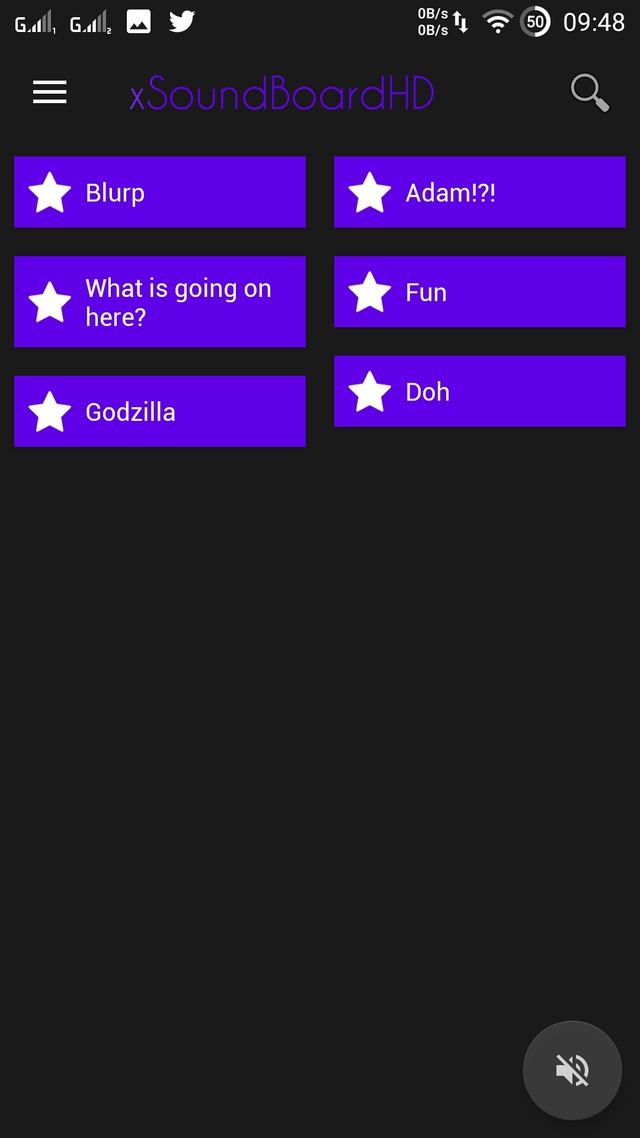 G 1 G 2 0B/s 50 09:48
0B/s
xSoundBoardHD
Blurp
Adam!?!
What is going on
here?
Fun
Godzilla
Doh